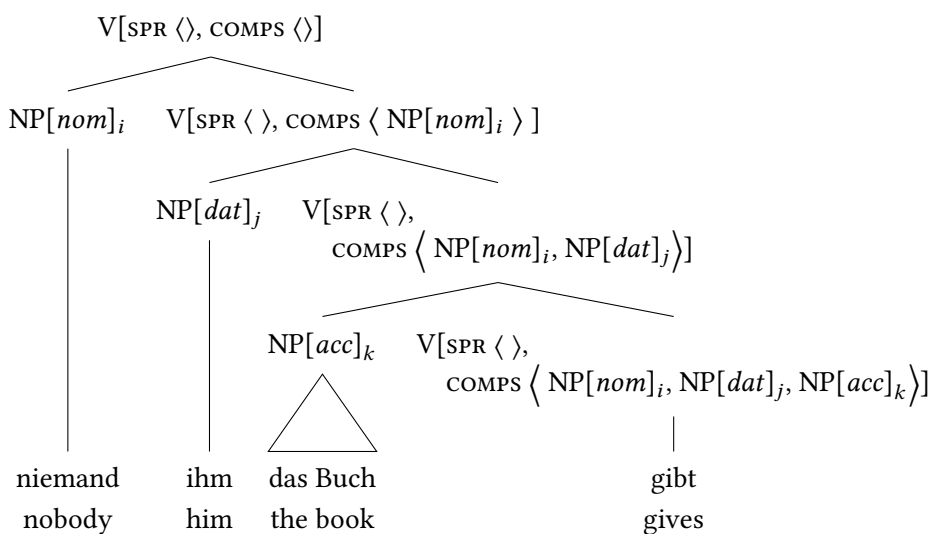 V[SPR ⟨⟩, COMPS ⟨⟩]
NP[nom]i V[SPR ⟨ ⟩, COMPS ⟨ NP[nom]i ⟩ ]
NP[dat]j V[SPR ⟨ ⟩,
COMPS ⟨ NP[nom]i, NP[dat]j⟩]
NP[acc]k V[SPR ⟨ ⟩,
COMPS ⟨ NP[nom]i, NP[dat]j, NP[acc]k⟩]
niemand ihm das Buch gibt
nobody him the book gives